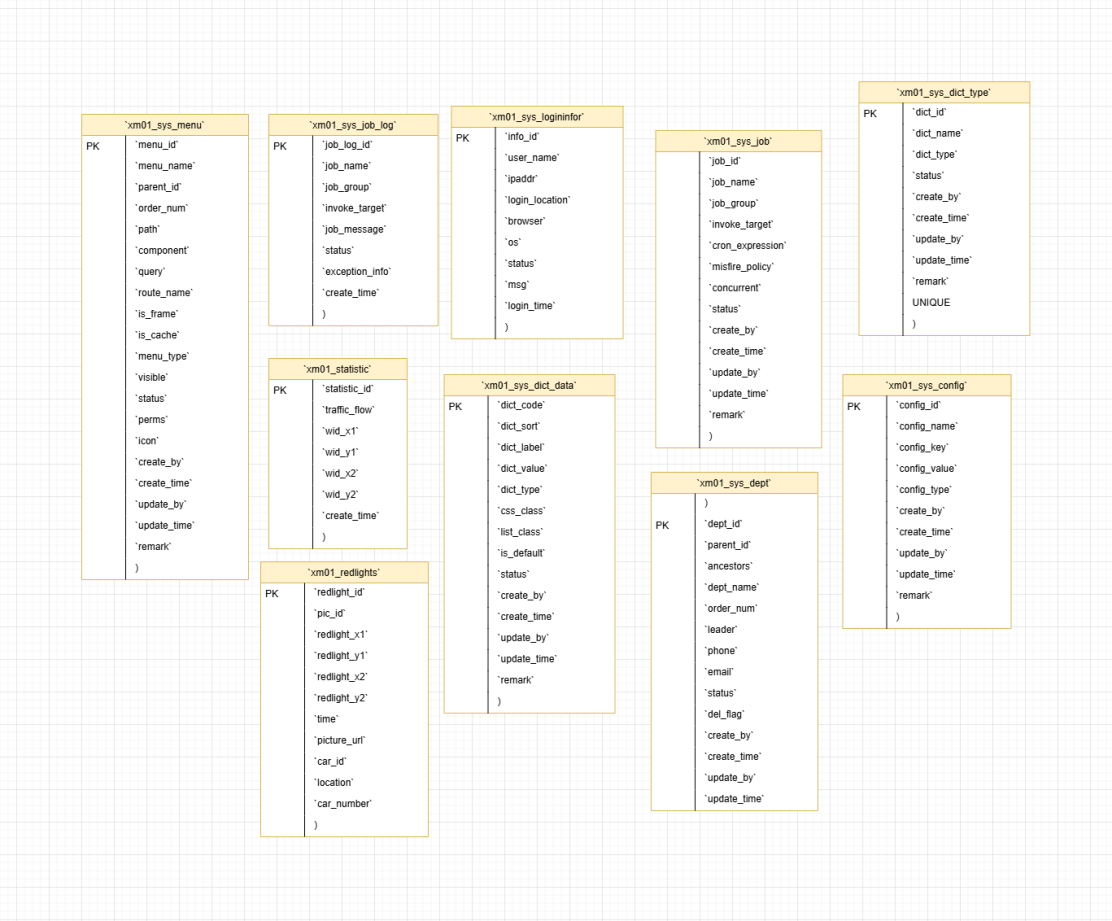 `xm01_sys_menu`
PK `menu_id`
`menu_name`
`parent_id`
`order_num`
`path`
`component`
`query`
`route_name`
`is_frame`
`is_cache`
`menu_type`
`visible`
`status`
`perms`
`icon`
`create_by`
`create_time`
`update_by`
`update_time`
`remark`
)
`xm01_sys_job_log`
PK `job_log_id`
`job_name`
`job_group`
`invoke_target`
`job_message`
`status`
`exception_info`
`create_time`
)
`xm01_statistic`
PK `statistic_id`
`traffic_flow`
`wid_x1`
`wid_y1`
`wid_x2`
`wid_y2`
`create_time`
)
`xm01_redlights`
PK `redlight_id`
`pic_id`
`redlight_x1`
`redlight_y1`
`redlight_x2`
`redlight_y2`
`time`
`picture_url`
`car_id`
`location`
`car_number`
)
`xm01_sys_logininfor`
PK `info_id`
`user_name`
`ipaddr`
`login_location`
`browser`
`os`
`status`
`msg`
`login_time`
)
`xm01_sys_dict_data`
PK `dict_code`
`dict_sort`
`dict_label`
`dict_value`
`dict_type`
`css_class`
`list_class`
`is_default`
`status`
`create_by`
`create_time`
`update_by`
`update_time`
`remark`
)
`xm01_sys_job`
`job_id`
`job_name`
`job_group`
`invoke_target`
`cron_expression`
`misfire_policy`
`concurrent`
`status`
`create_by`
`create_time`
`update_by`
`update_time`
`remark`
)
`xm01_sys_dept`
)
PK `dept_id`
`parent_id`
`ancestors`
`dept_name`
`order_num`
`leader`
`phone`
`email`
`status`
`del_flag`
`create_by`
`create_time`
`update_by`
`update_time`
`xm01_sys_dict_type`
PK `dict_id`
`dict_name`
`dict_type`
`status`
`create_by`
`create_time`
`update_by`
`update_time`
`remark`
UNIQUE
)
`xm01_sys_config`
PK `config_id`
`config_name`
`config_key`
`config_value`
`config_type`
`create_by`
`create_time`
`update_by`
`update_time`
`remark`
)